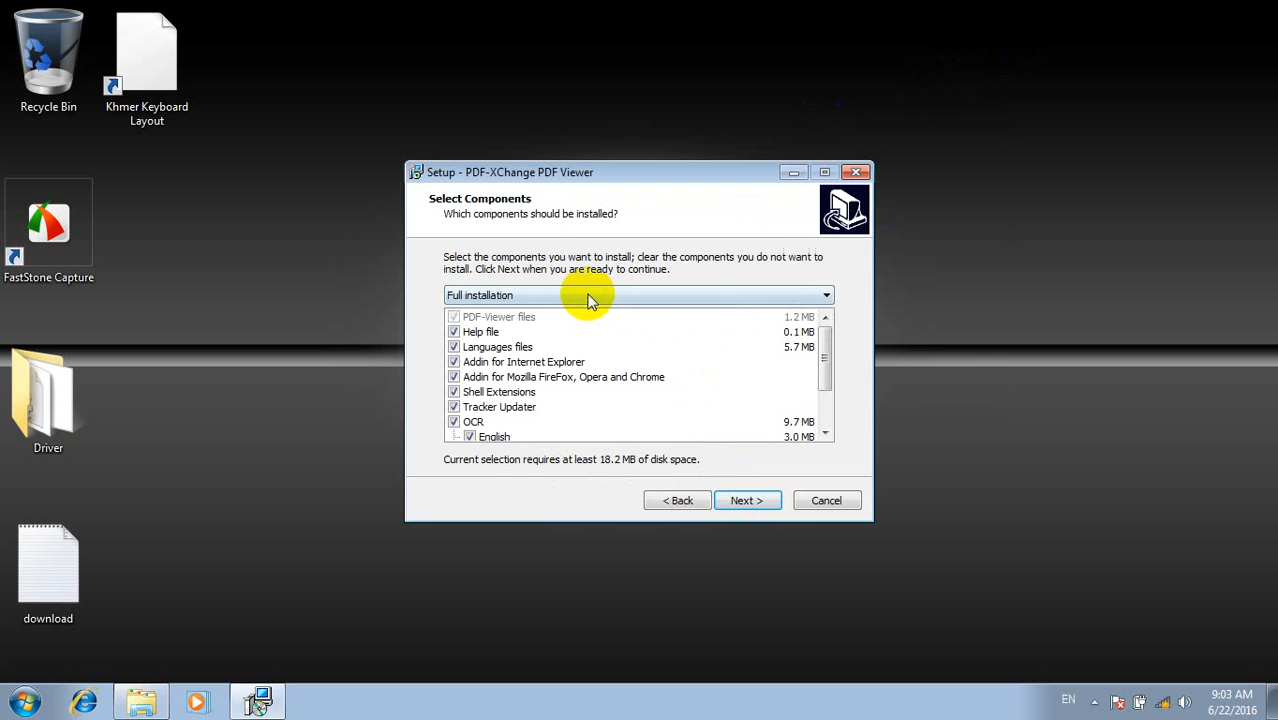 Recycle Bin
Khmer Keyboard
Layout
FastStone Capture
Driver
download
Setup - PDF-XChange PDF Viewer
Select Components
Which components should be installed?
Select the components you want to install; clear the components you do not want to
install. Click Next when you are ready to continue.
Full installation
PDF-Viewer files 1.2 MB
Help file 0.1 MB
Languages files 5.7 MB
Addin for Internet Explorer
Addin for Mozilla FireFox, Opera and Chrome
Shell Extensions
Tracker Updater
OCR 9.7 MB
English 3.0 MB
Current selection requires at least 18.2 MB of disk space.
< Back
Next >
Cancel
EN
9:03 AM
6/22/2016